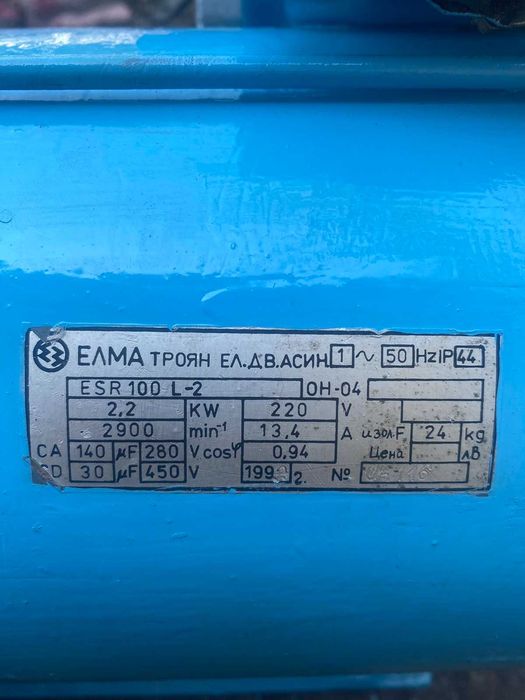 ЕЛМА ТРОЯН ЕЛ.ДВ.АСИН. 1 ~ 50 Hz IP 44
ESR 100 L-2 OH-04
2,2 KW 220 V
2900 min⁻¹ 13,4 A изол.F 24 kg
CA 140 μF 280 V cosφ 0,94 Цена лв
CD 30 μF 450 V г. №